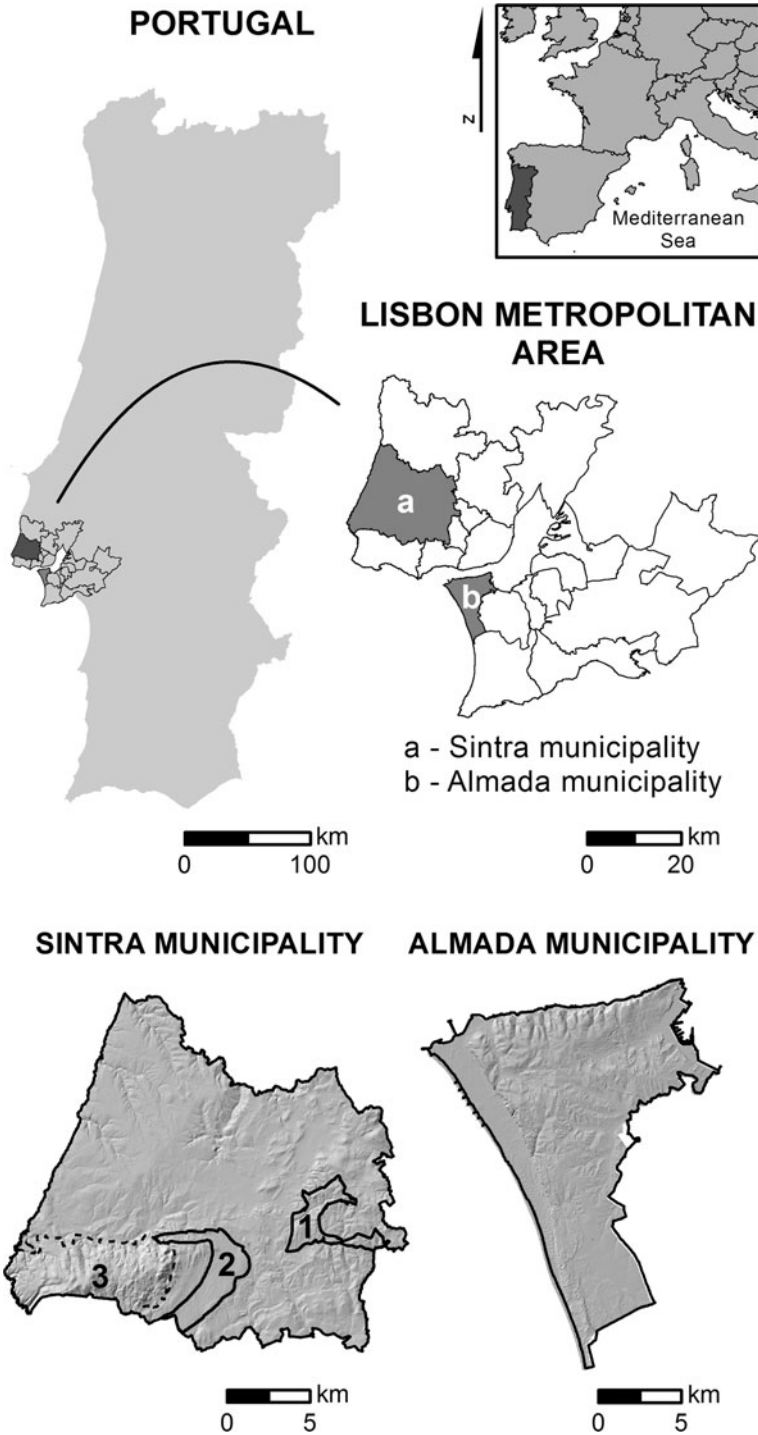 PORTUGAL
z
Mediterranean
Sea
LISBON METROPOLITAN
AREA
a
b
a - Sintra municipality
b - Almada municipality
km
0 100
km
0 20
SINTRA MUNICIPALITY
ALMADA MUNICIPALITY
1
2
3
km
0 5
km
0 5